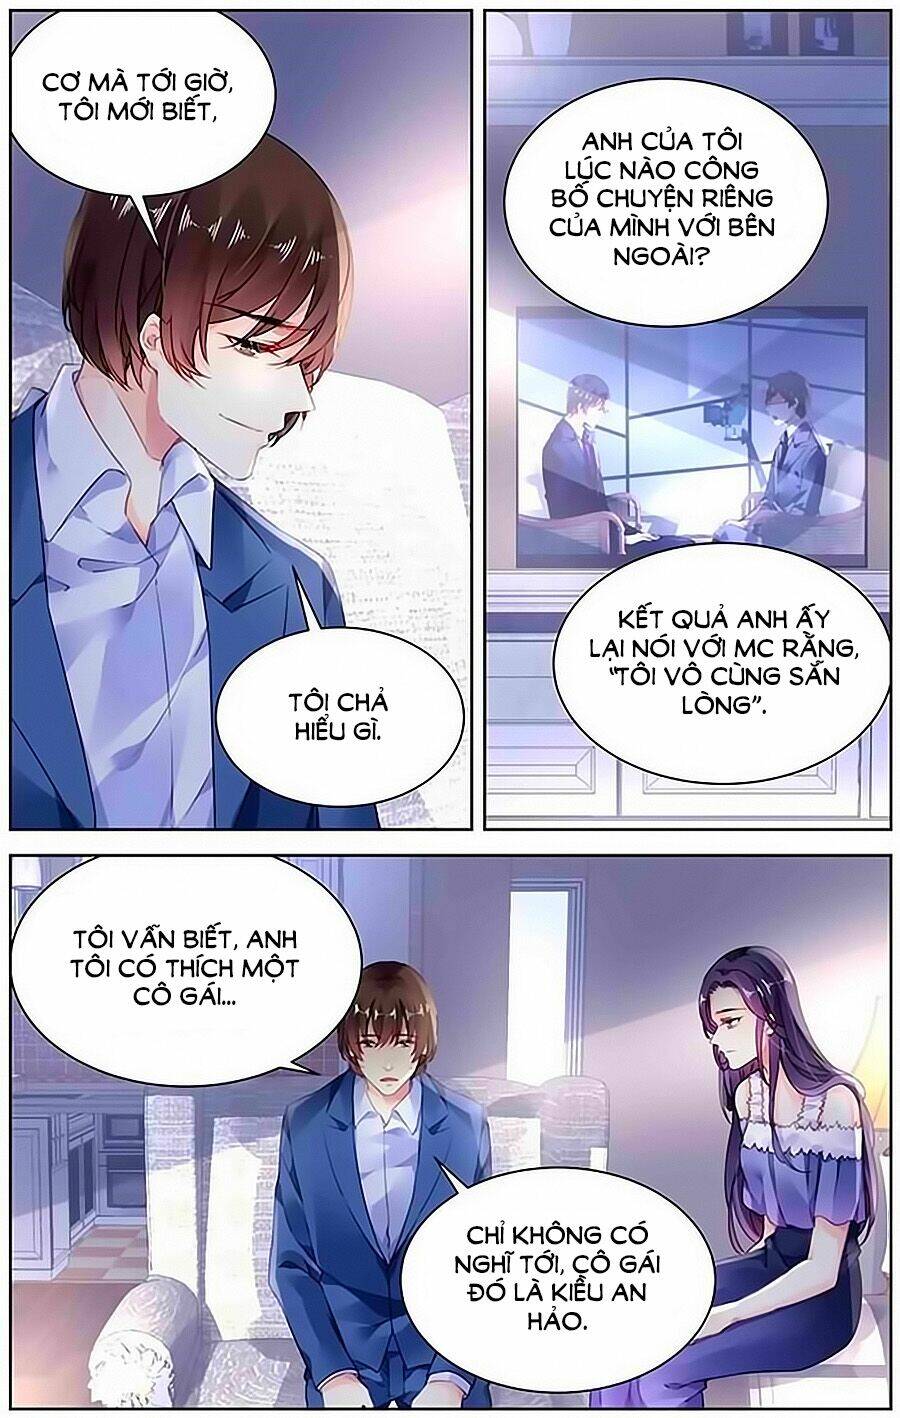 CƠ MÀ TỚI GIỜ,
TÔI MỚI BIẾT,
TÔI CHẢ
HIỂU GÌ.
ANH CỦA TÔI
LÚC NÀO CÔNG
BỐ CHUYỆN RIÊNG
CỦA MÌNH VỚI BÊN
NGOÀI?
KẾT QUẢ ANH ẤY
LẠI NÓI VỚI MC RẰNG,
“TÔI VÔ CÙNG SẴN
LÒNG”.
TÔI VẪN BIẾT, ANH
TÔI CÓ THÍCH MỘT
CÔ GÁI...
CHỈ KHÔNG CÓ
NGHĨ TỚI, CÔ GÁI
ĐÓ LÀ KIỀU AN
HẢO.